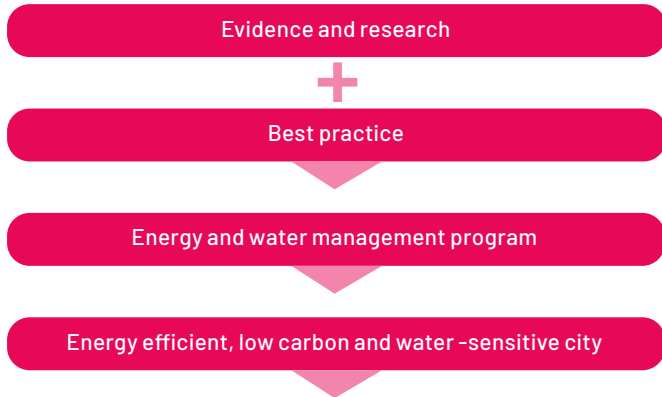 Evidence and research
+
Best practice
Energy and water management program
Energy efficient, low carbon and water -sensitive city